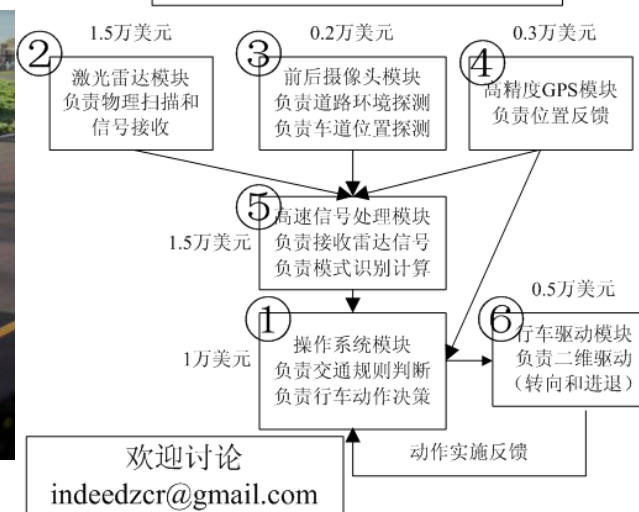 1.5万美元
0.2万美元
0.3万美元
②
激光雷达模块
负责物理扫描和
信号接收
③
前后摄像头模块
负责道路环境探测
负责车道位置探测
④
高精度GPS模块
负责位置反馈
⑤
高速信号处理模块
负责接收雷达信号
负责模式识别计算
1.5万美元
①
操作系统模块
负责交通规则判断
负责行车动作决策
1万美元
0.5万美元
⑥
行车驱动模块
负责二维驱动
（转向和进退）
动作实施反馈
欢迎讨论
indeedzcr@gmail.com